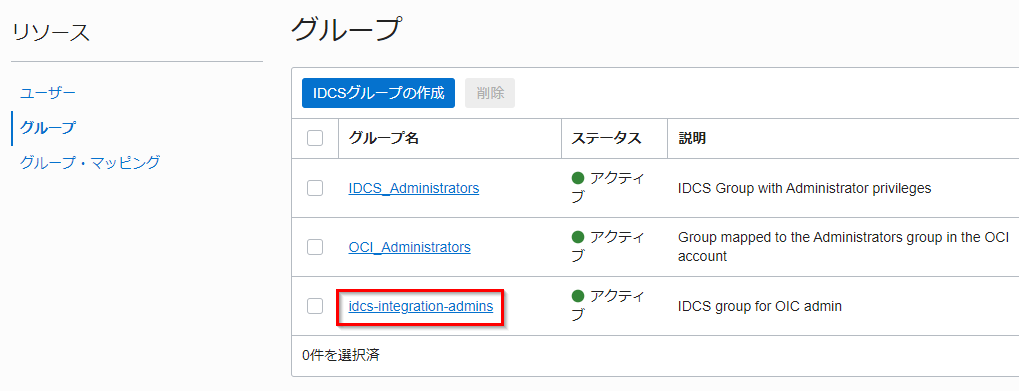 リソース
グループ
ユーザー
グループ
グループ・マッピング
IDCSグループの作成
削除
グループ名
ステータス
説明
IDCS_Administrators
アクティ
ブ
IDCS Group with Administrator privileges
OCI_Administrators
アクティ
ブ
Group mapped to the Administrators group in the OCI
account
idcs-integration-admins
アクティ
ブ
IDCS group for OIC admin
0件を選択済